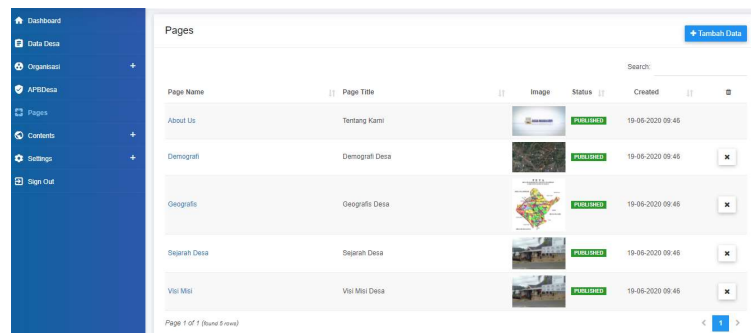 Dashboard
Data Desa
Organisasi +
APBDesa
Pages
Contents +
Settings +
Sign Out
Pages
+ Tambah Data
Search:
Page Name Page Title Image Status Created
About Us Tentang Kami PUBLISHED 19-06-2020 09:46
Demografi Demografi Desa PUBLISHED 19-06-2020 09:46
Geografis Geografis Desa PUBLISHED 19-06-2020 09:46
Sejarah Desa Sejarah Desa PUBLISHED 19-06-2020 09:46
Visi Misi Visi Misi Desa PUBLISHED 19-06-2020 09:46
Page 1 of 1 (found 5 rows) < 1 >